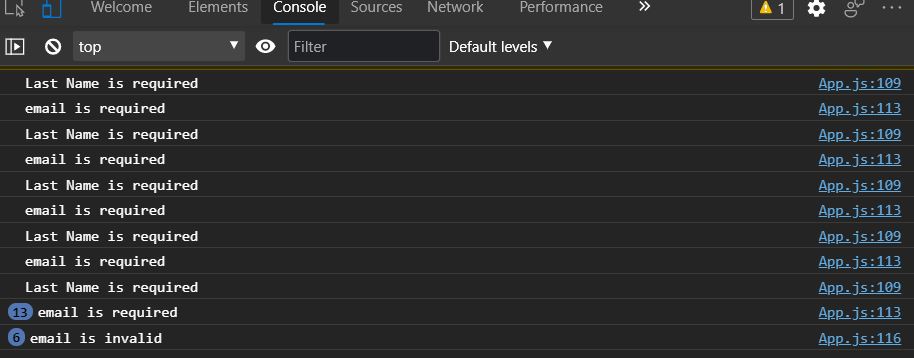 Welcome Elements Console Sources Network Performance 1
top Filter Default levels
Last Name is required App.js:109
email is required App.js:113
Last Name is required App.js:109
email is required App.js:113
Last Name is required App.js:109
email is required App.js:113
Last Name is required App.js:109
email is required App.js:113
Last Name is required App.js:109
13 email is required App.js:113
6 email is invalid App.js:116